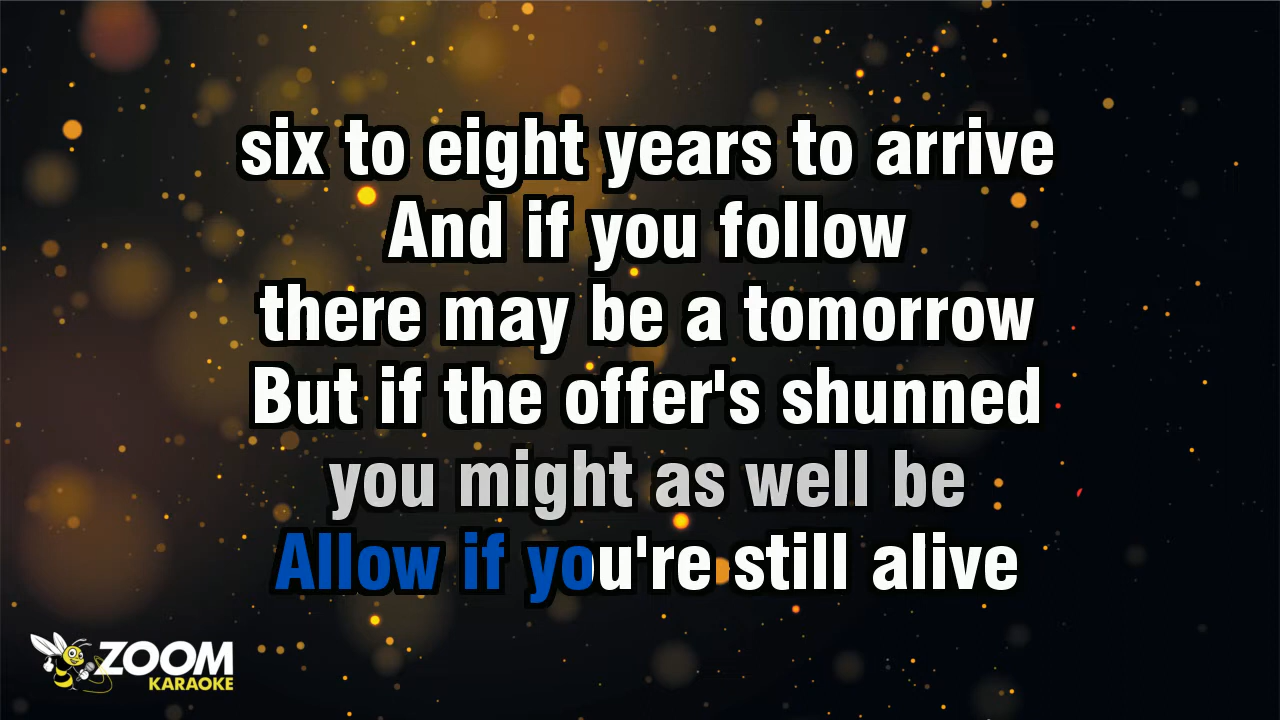 six to eight years to arrive
And if you follow
there may be a tomorrow
But if the offer's shunned
you might as well be
Allow if you're still alive
ZOOM
KARAOKE